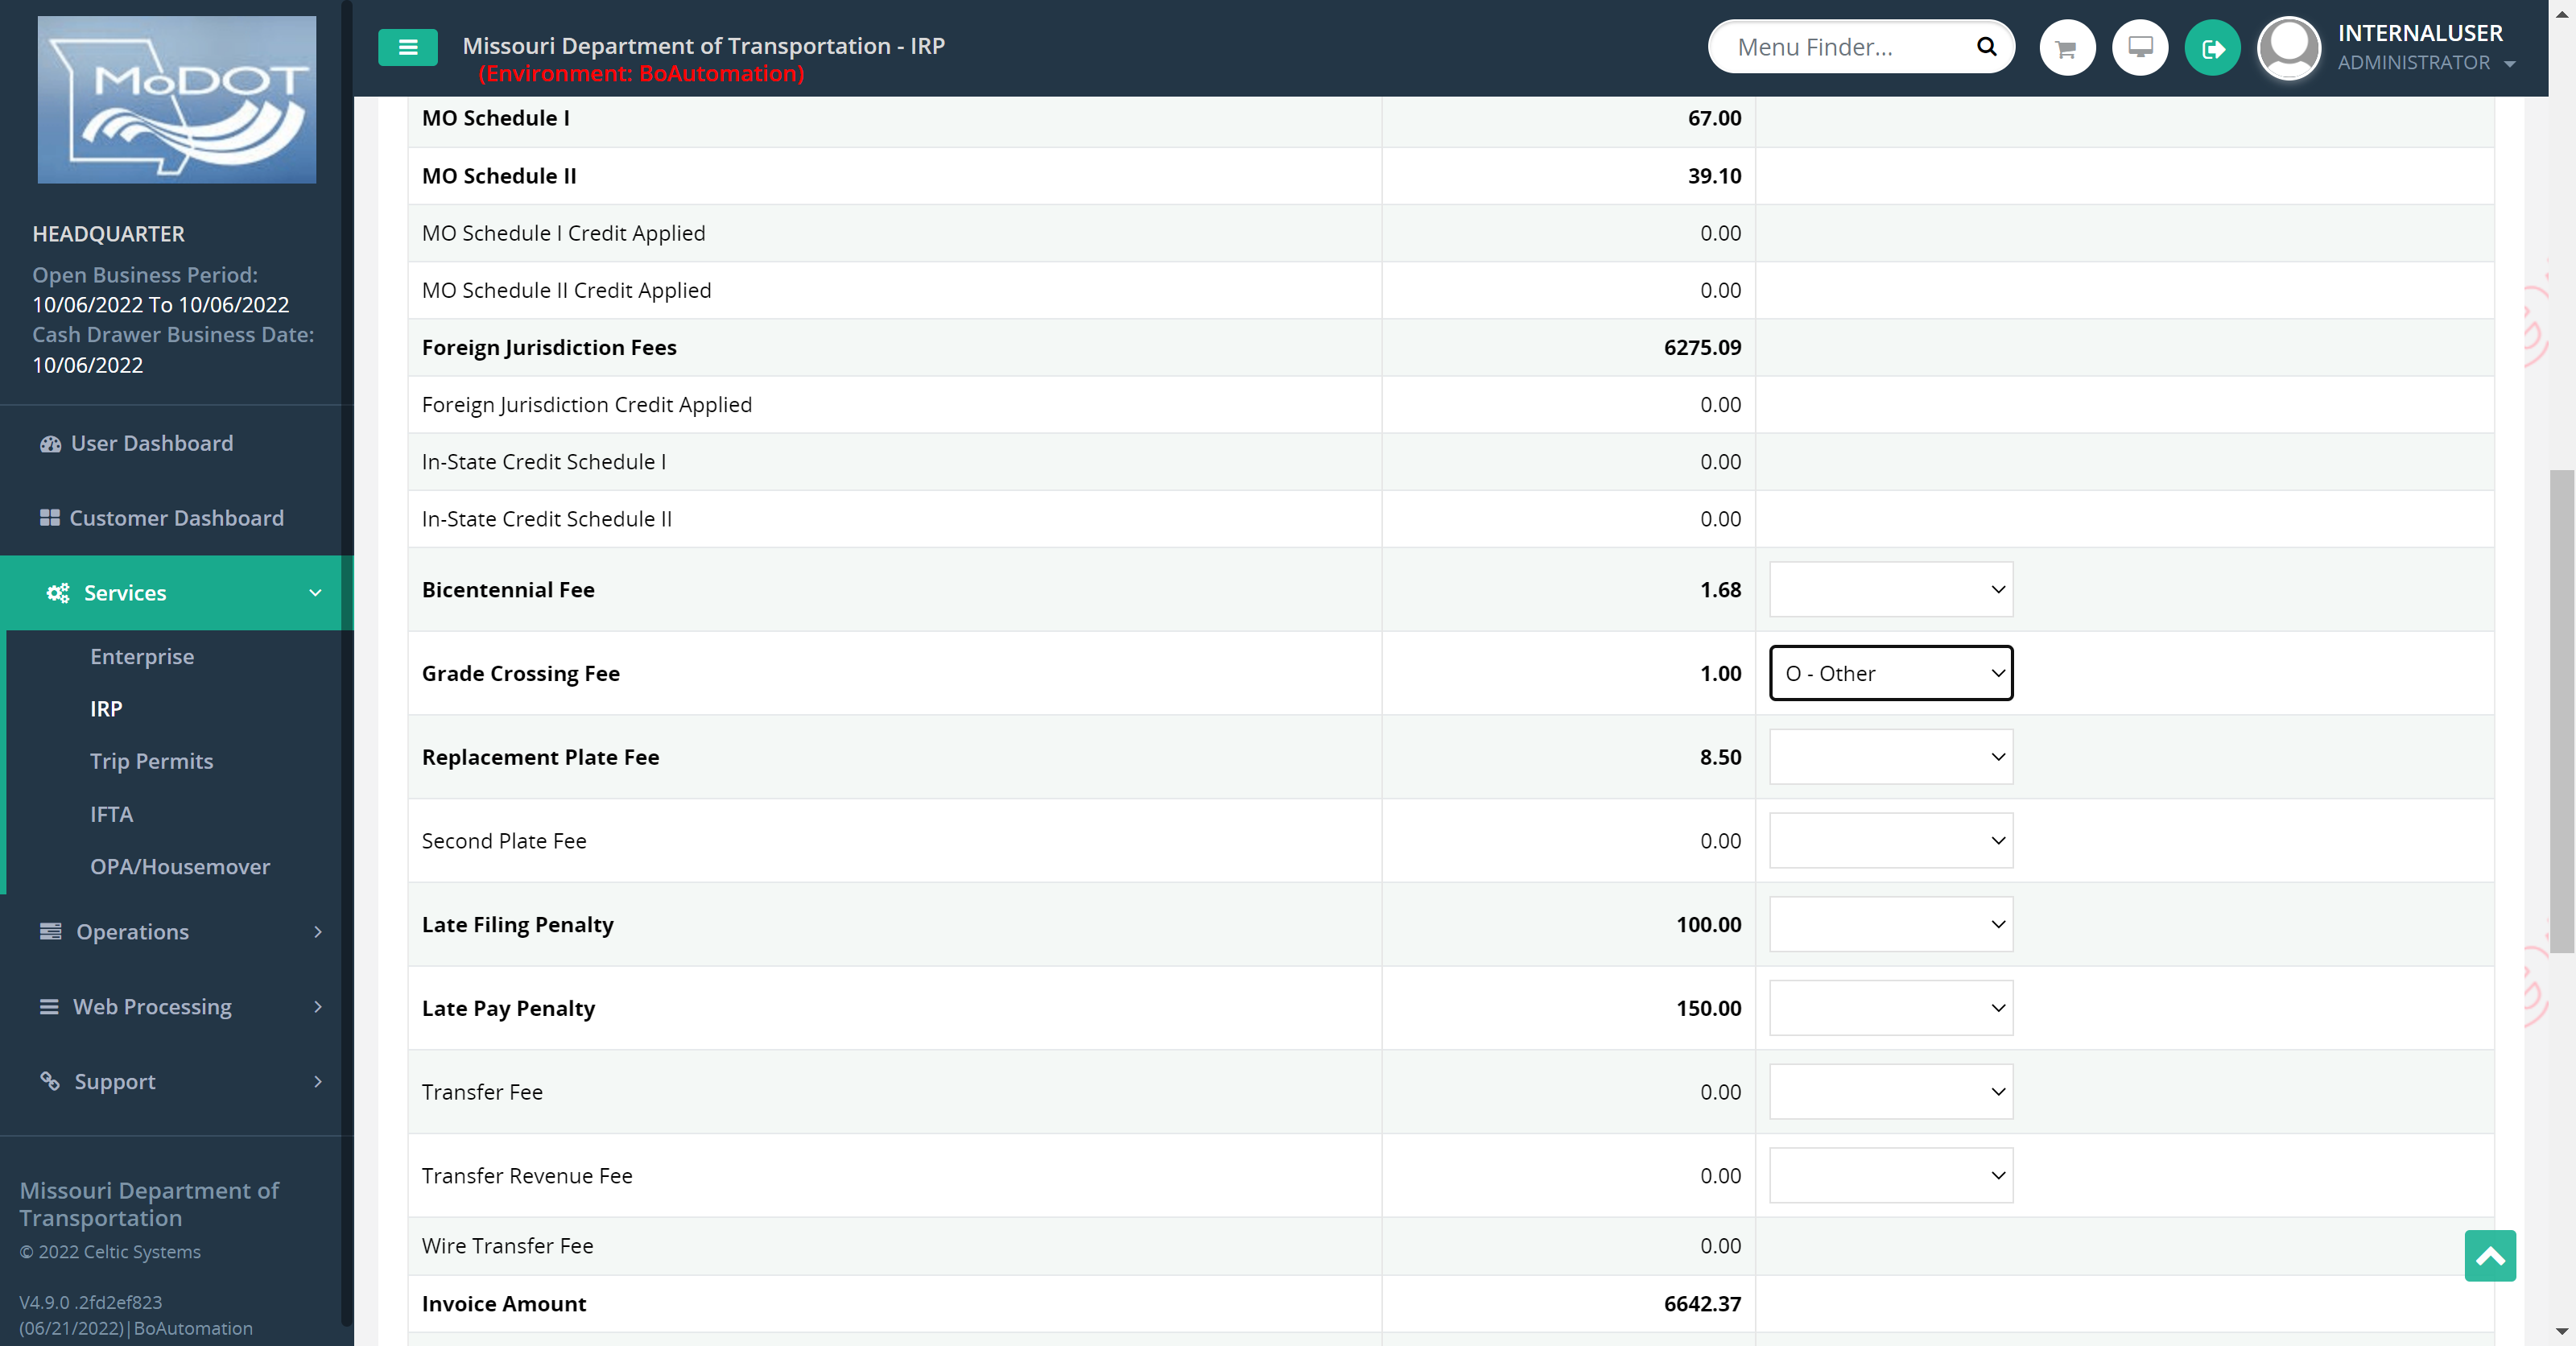 MoDOT
HEADQUARTER
Open Business Period:
10/06/2022 To 10/06/2022
Cash Drawer Business Date:
10/06/2022
User Dashboard
Customer Dashboard
Services
Enterprise
IRP
Trip Permits
IFTA
OPA/Housemover
Operations
Web Processing
Support
Missouri Department of
Transportation
© 2022 Celtic Systems
V4.9.0 .2fd2ef823
(06/21/2022)|BoAutomation
Missouri Department of Transportation - IRP
(Environment: BoAutomation)
Menu Finder...
INTERNALUSER
ADMINISTRATOR
MO Schedule I 67.00
MO Schedule II 39.10
MO Schedule I Credit Applied 0.00
MO Schedule II Credit Applied 0.00
Foreign Jurisdiction Fees 6275.09
Foreign Jurisdiction Credit Applied 0.00
In-State Credit Schedule I 0.00
In-State Credit Schedule II 0.00
Bicentennial Fee 1.68
Grade Crossing Fee 1.00 O - Other
Replacement Plate Fee 8.50
Second Plate Fee 0.00
Late Filing Penalty 100.00
Late Pay Penalty 150.00
Transfer Fee 0.00
Transfer Revenue Fee 0.00
Wire Transfer Fee 0.00
Invoice Amount 6642.37